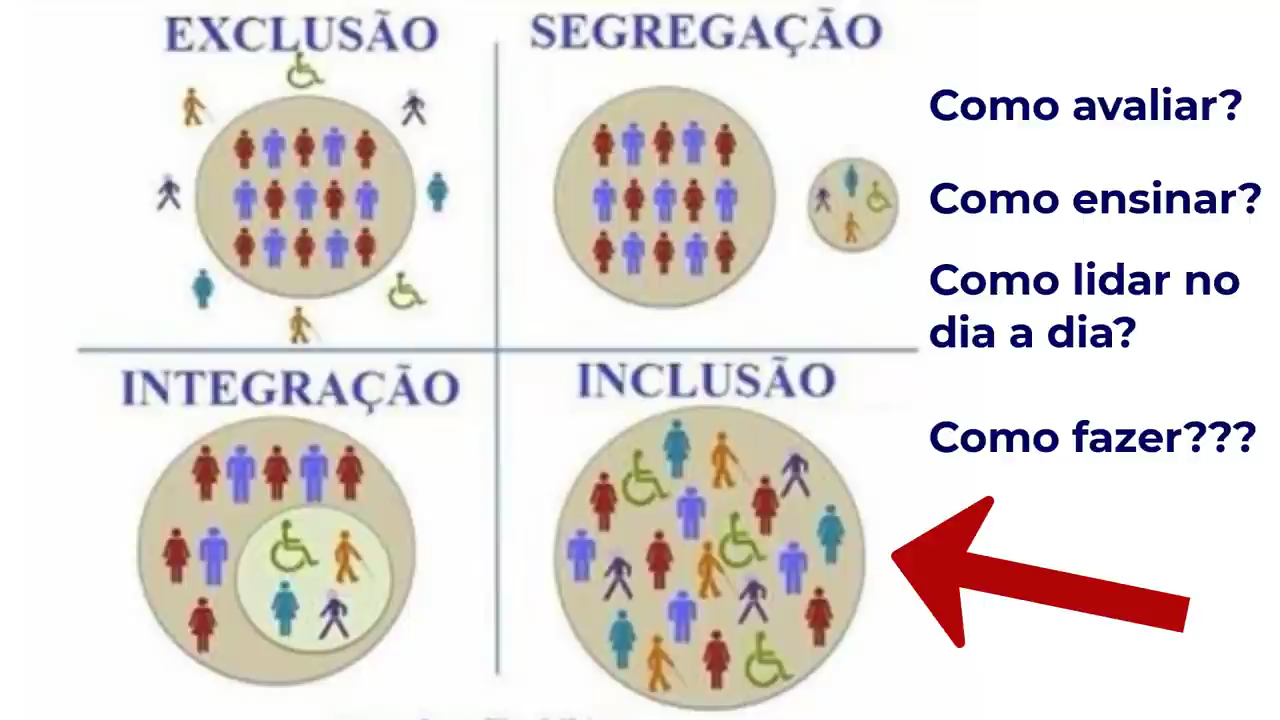 EXCLUSÃO
SEGREGAÇÃO
INTEGRAÇÃO
INCLUSÃO
Como avaliar?
Como ensinar?
Como lidar no
dia a dia?
Como fazer???